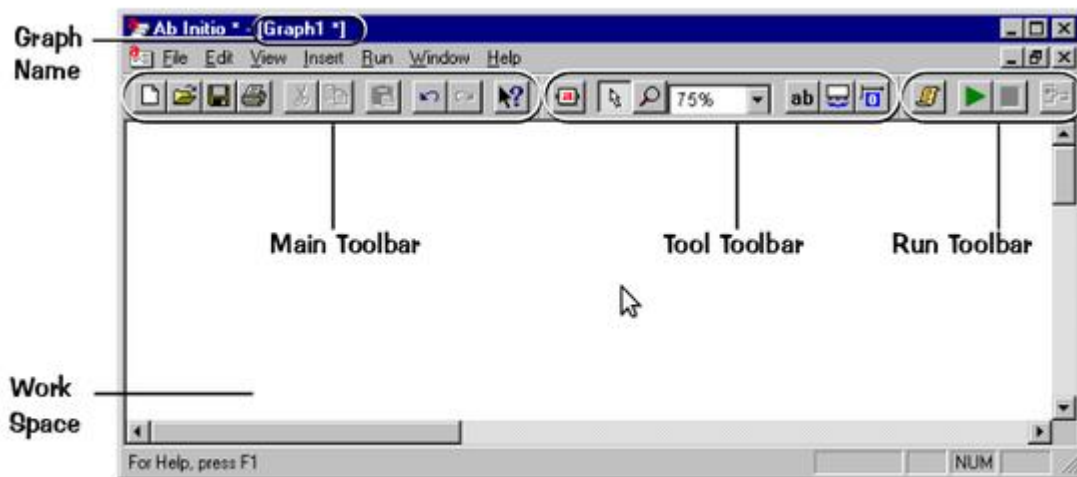 Graph
Name
Ab Initio * - [Graph1 *]
File Edit View Insert Run Window Help
75% ab
Main Toolbar
Tool Toolbar
Run Toolbar
Work
Space
For Help, press F1
NUM